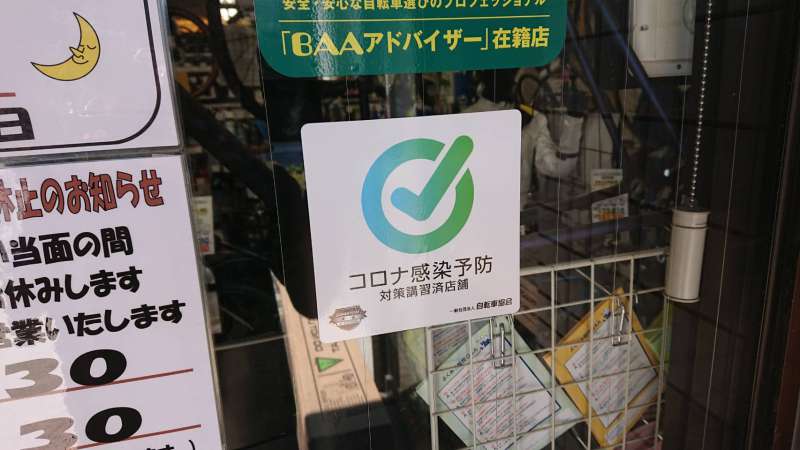 安全・安心な自転車選びのプロフェッショナル
「BAAアドバイザー」在籍店
日
休止のお知らせ
当面の間
休みします
営業いたします
30
30
コロナ感染予防
対策講習済店舗
一般社団法人 自転車協会